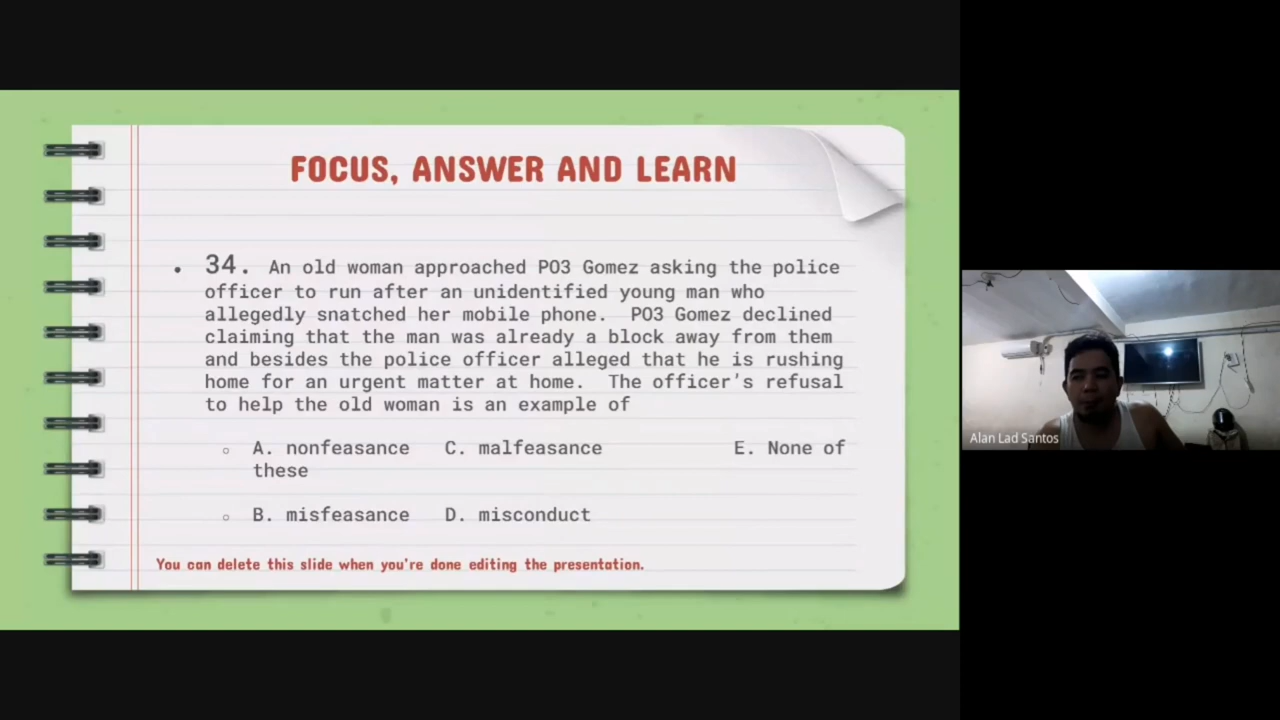 FOCUS, ANSWER AND LEARN
• 34. An old woman approached PO3 Gomez asking the police
officer to run after an unidentified young man who
allegedly snatched her mobile phone.  PO3 Gomez declined
claiming that the man was already a block away from them
and besides the police officer alleged that he is rushing
home for an urgent matter at home.  The officer's refusal
to help the old woman is an example of
○ A. nonfeasance   C. malfeasance   E. None of
these
○ B. misfeasance   D. misconduct
You can delete this slide when you're done editing the presentation.
Alan Lad Santos